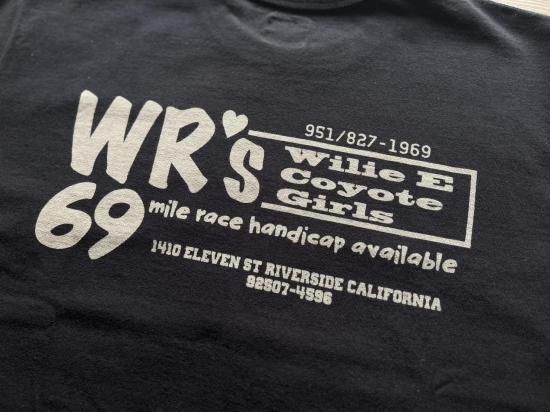 WR'S
951/827-1969
Wilie E
Coyote
Girls
69 mile race handicap available
1410 ELEVEN ST RIVERSIDE CALIFORNIA
92507-4596